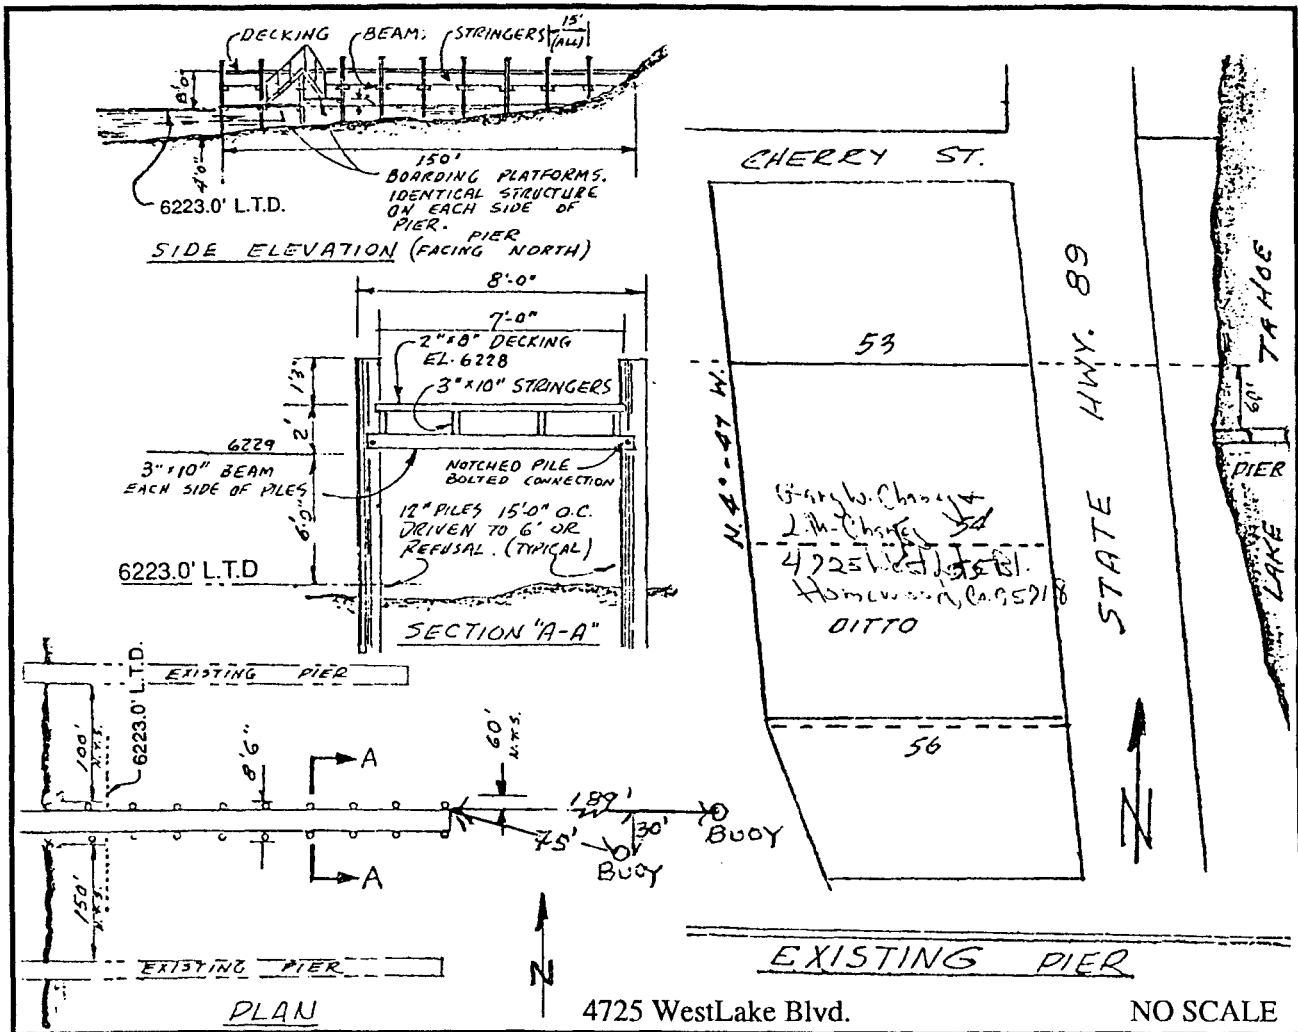 DECKING
BEAM.
STRINGERS
15'
(ALL)
8'0"
4'0"
150'
BOARDING PLATFORMS.
IDENTICAL STRUCTURE
ON EACH SIDE OF
PIER.
6223.0' L.T.D.
PIER
SIDE ELEVATION (FACING NORTH)
8'-0"
7'-0"
2"x8" DECKING
EL. 6228
3"x10" STRINGERS
1'3"
2'
6229
3"x10" BEAM
EACH SIDE OF PILES
NOTCHED PILE
BOLTED CONNECTION
6'0"
12" PILES 15'-0" O.C.
DRIVEN TO 6' OR
REFUSAL. (TYPICAL)
6223.0' L.T.D
SECTION "A-A"
EXISTING PIER
100'
N.T.S.
6223.0' L.T.D.
8'6"
A
60'
N.T.S.
189'
BUOY
75'
30'
BUOY
A
150'
N.T.S.
EXISTING PIER
N
PLAN
CHERRY ST.
53
N. 4°-47 W.
54
4725
Homewood, Ca.
DITTO
56
STATE HWY. 89
LAKE TAHOE
60'
PIER
N
EXISTING PIER
4725 WestLake Blvd.
NO SCALE